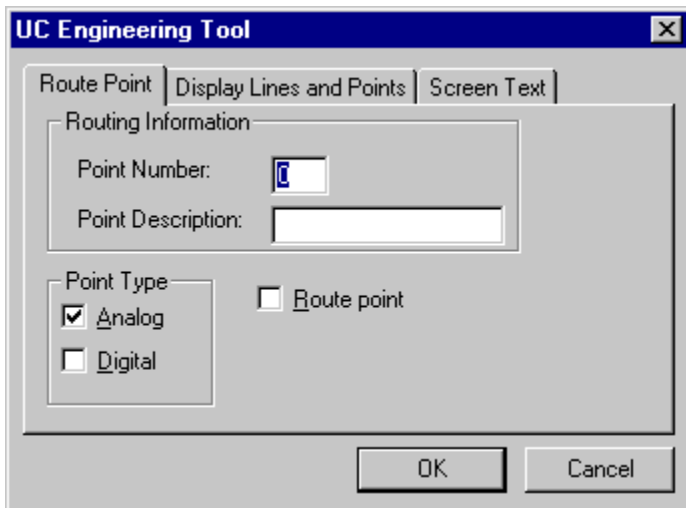 UC Engineering Tool
Route Point Display Lines and Points Screen Text
Routing Information
Point Number: 0
Point Description:
Point Type
Analog
Route point
Digital
OK Cancel